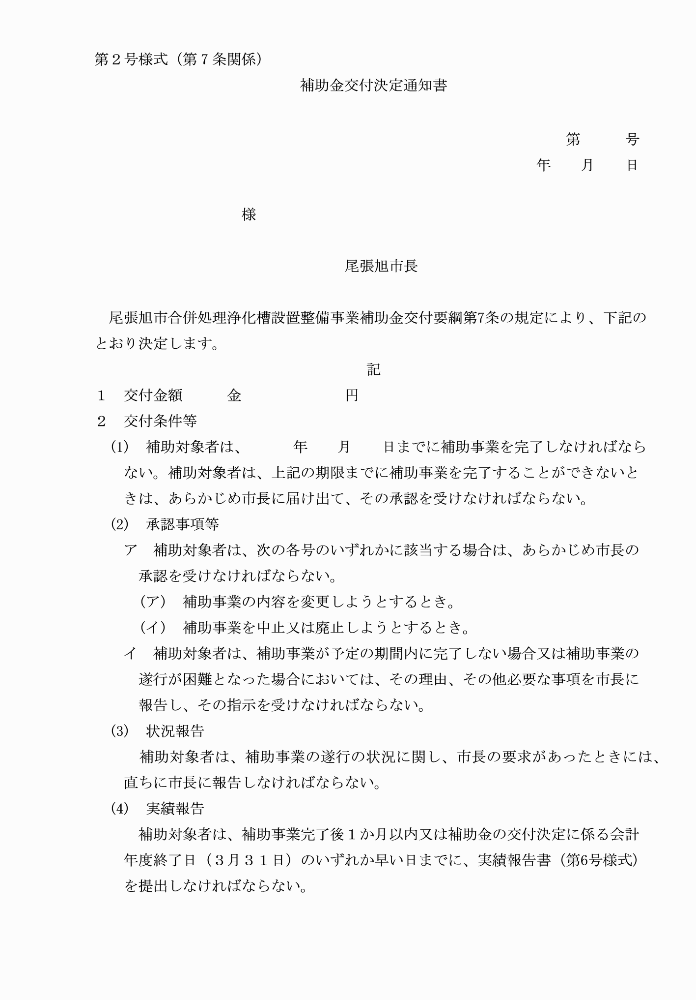 第２号様式（第７条関係）
補助金交付決定通知書
第　　　号
年　　月　　日
様
尾張旭市長
　尾張旭市合併処理浄化槽設置整備事業補助金交付要綱第7条の規定により、下記の
とおり決定します。
記
１　交付金額　　　金　　　　　　　円
２　交付条件等
(1)　補助対象者は、　　　年　　月　　日までに補助事業を完了しなければなら
ない。補助対象者は、上記の期限までに補助事業を完了することができないと
きは、あらかじめ市長に届け出て、その承認を受けなければならない。
(2)　承認事項等
ア　補助対象者は、次の各号のいずれかに該当する場合は、あらかじめ市長の
承認を受けなければならない。
（ア）　補助事業の内容を変更しようとするとき。
（イ）　補助事業を中止又は廃止しようとするとき。
イ　補助対象者は、補助事業が予定の期間内に完了しない場合又は補助事業の
遂行が困難となった場合においては、その理由、その他必要な事項を市長に
報告し、その指示を受けなければならない。
(3)　状況報告
補助対象者は、補助事業の遂行の状況に関し、市長の要求があったときには、
直ちに市長に報告しなければならない。
(4)　実績報告
補助対象者は、補助事業完了後１か月以内又は補助金の交付決定に係る会計
年度終了日（３月３１日）のいずれか早い日までに、実績報告書（第6号様式）
を提出しなければならない。